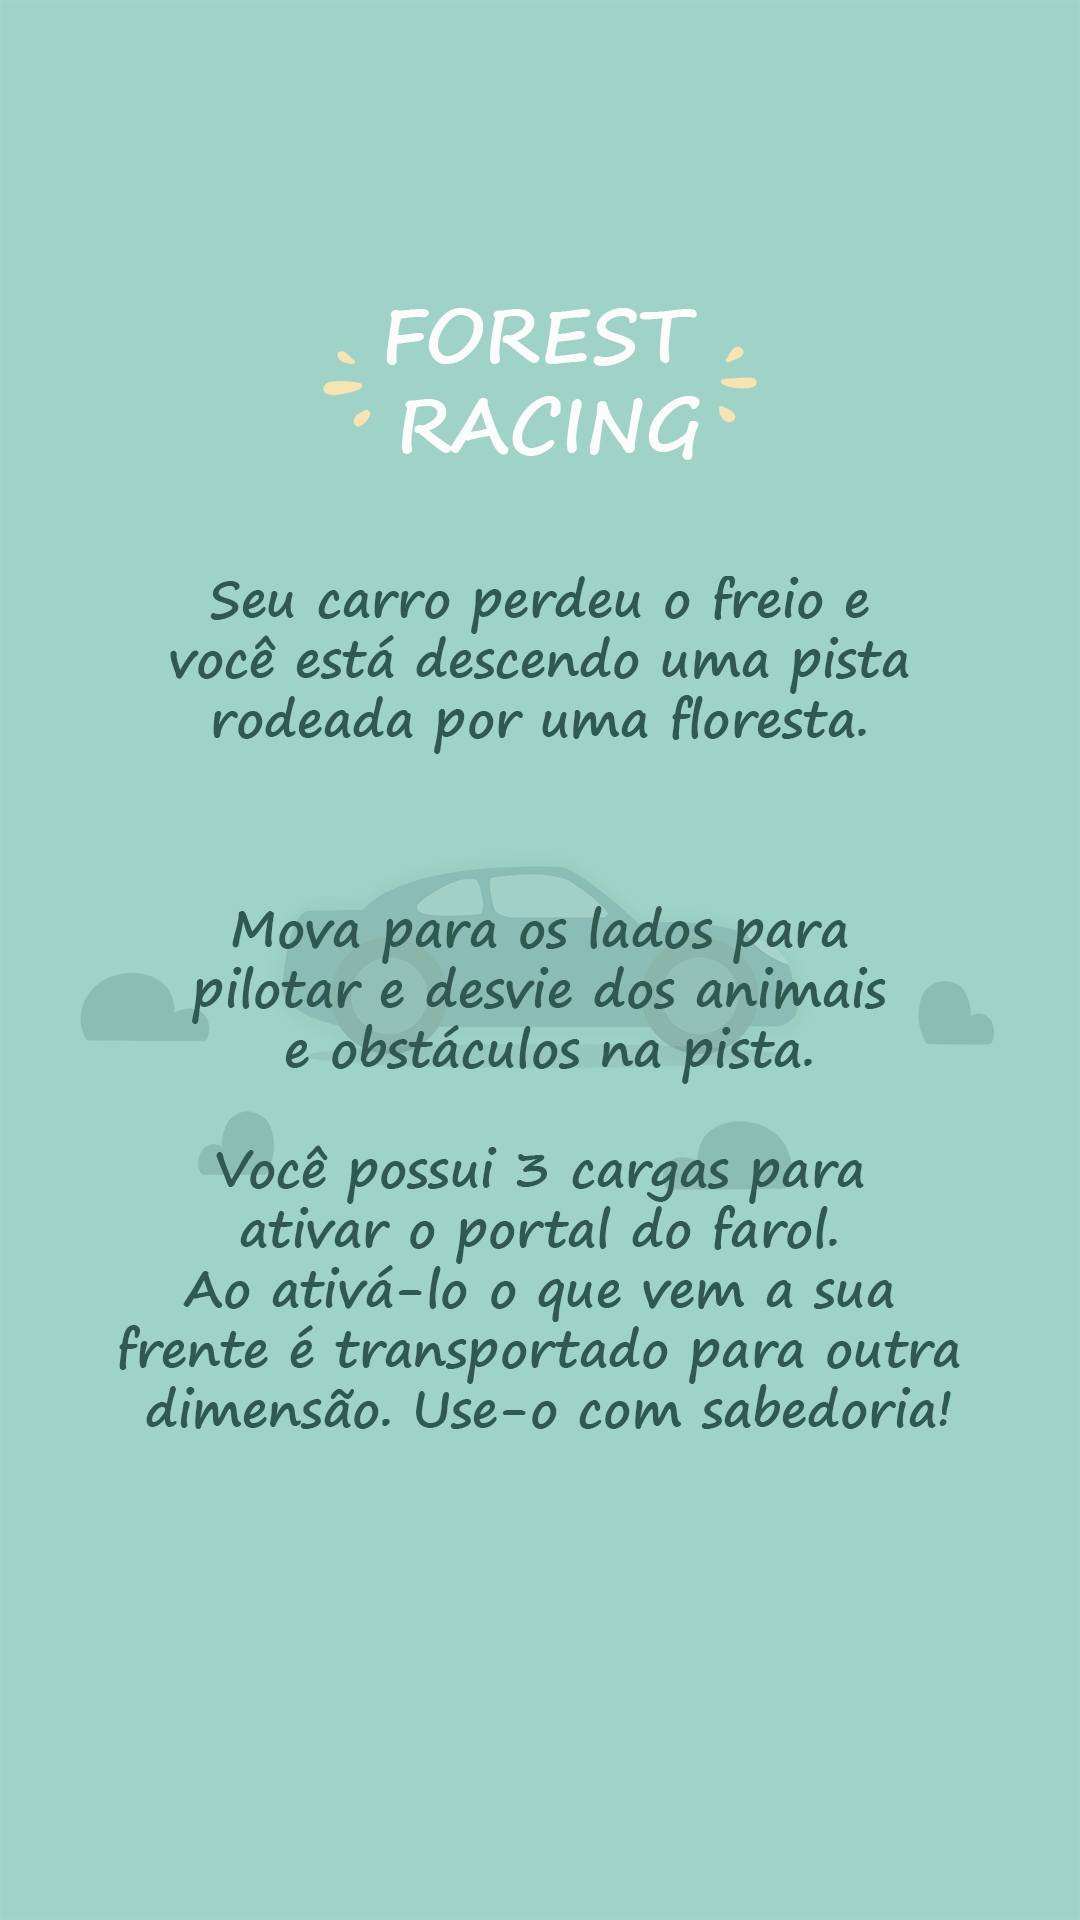 FOREST
RACING
Seu carro perdeu o freio e
você está descendo uma pista
rodeada por uma floresta.
Mova para os lados para
pilotar e desvie dos animais
e obstáculos na pista.
Você possui 3 cargas para
ativar o portal do farol.
Ao ativá-lo o que vem a sua
frente é transportado para outra
dimensão. Use-o com sabedoria!